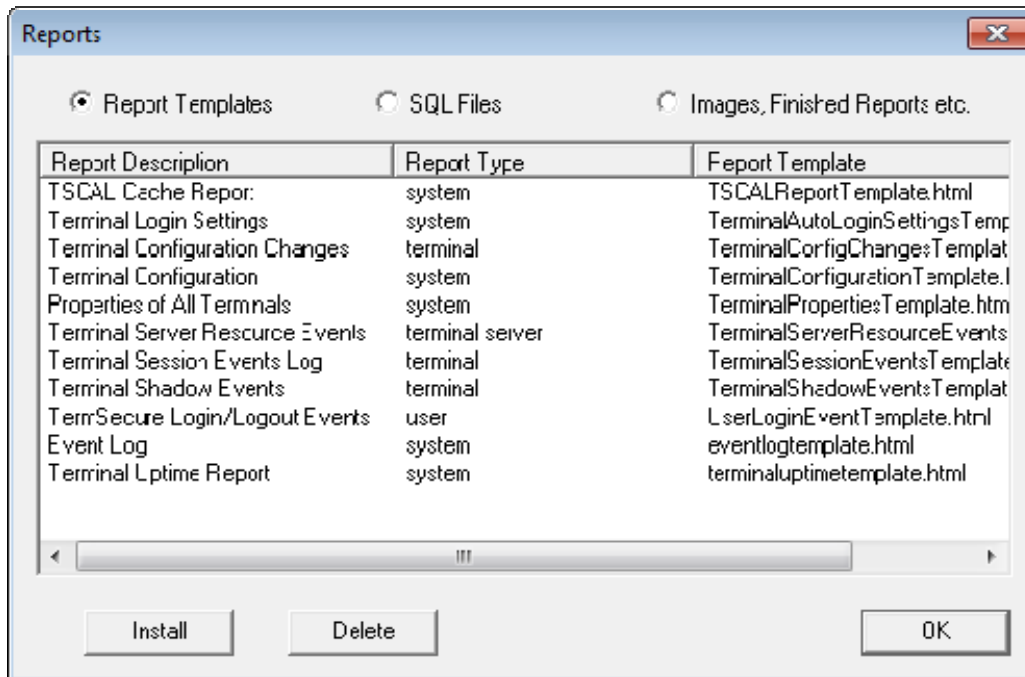 Reports
Report Templates SQL Files Images, Finished Reports etc.
Report Description Report Type Report Template
TSCAL Cache Report system TSCALReportTemplate.html
Terminal Login Settings system TerminalAutoLoginSettingsTemp
Terminal Configuration Changes terminal TerminalConfigChangesTemplat
Terminal Configuration system TerminalConfigurationTemplate.l
Properties of All Terminals system TerminalPropertiesTemplate.htm
Terminal Server Resource Events terminal server TerminalServerResourceEvents
Terminal Session Events Log terminal TerminalSessionEventsTemplate
Terminal Shadow Events terminal TerminalShadowEventsTemplat
TermSecure Login/Logout Events user UserLoginEventTemplate.html
Event Log system eventlogtemplate.html
Terminal Uptime Report system terminaluptimetemplate.html
Install Delete OK